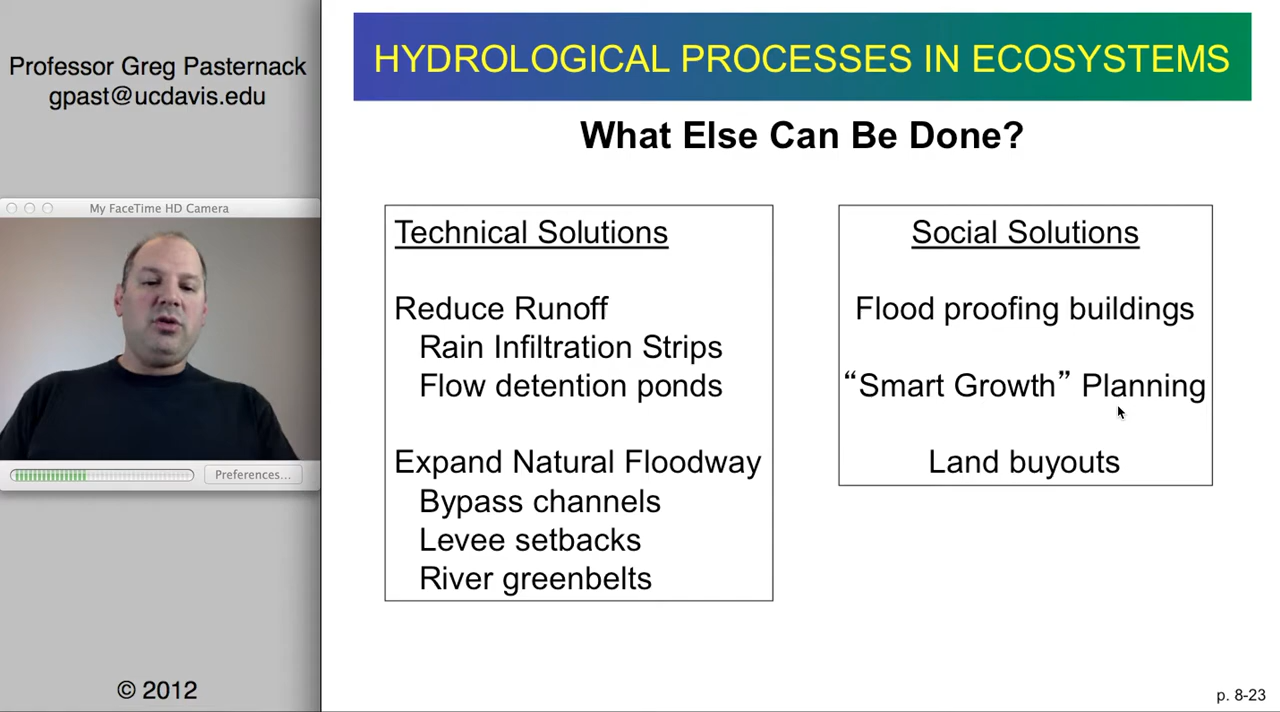 Professor Greg Pasternack
gpast@ucdavis.edu
My FaceTime HD Camera
Preferences...
© 2012
HYDROLOGICAL PROCESSES IN ECOSYSTEMS
What Else Can Be Done?
Technical Solutions
Reduce Runoff
Rain Infiltration Strips
Flow detention ponds
Expand Natural Floodway
Bypass channels
Levee setbacks
River greenbelts
Social Solutions
Flood proofing buildings
“Smart Growth” Planning
Land buyouts
p. 8-23